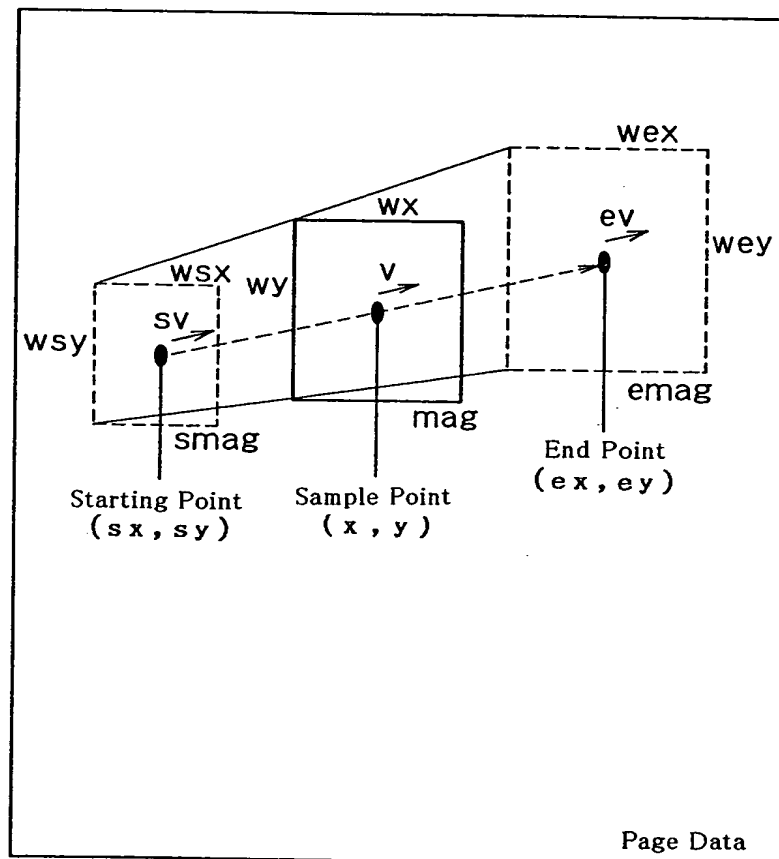 wex
wx
ev
wey
wsx
wy
v
sv
wsy
smag
mag
emag
End Point
(ex, ey)
Starting Point
(sx, sy)
Sample Point
(x, y)
Page Data